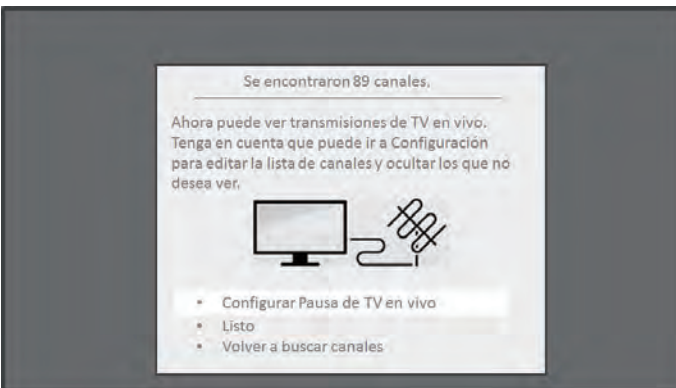 Se encontraron 89 canales.
Ahora puede ver transmisiones de TV en vivo.
Tenga en cuenta que puede ir a Configuración
para editar la lista de canales y ocultar los que no
desea ver.
• Configurar Pausa de TV en vivo
• Listo
• Volver a buscar canales